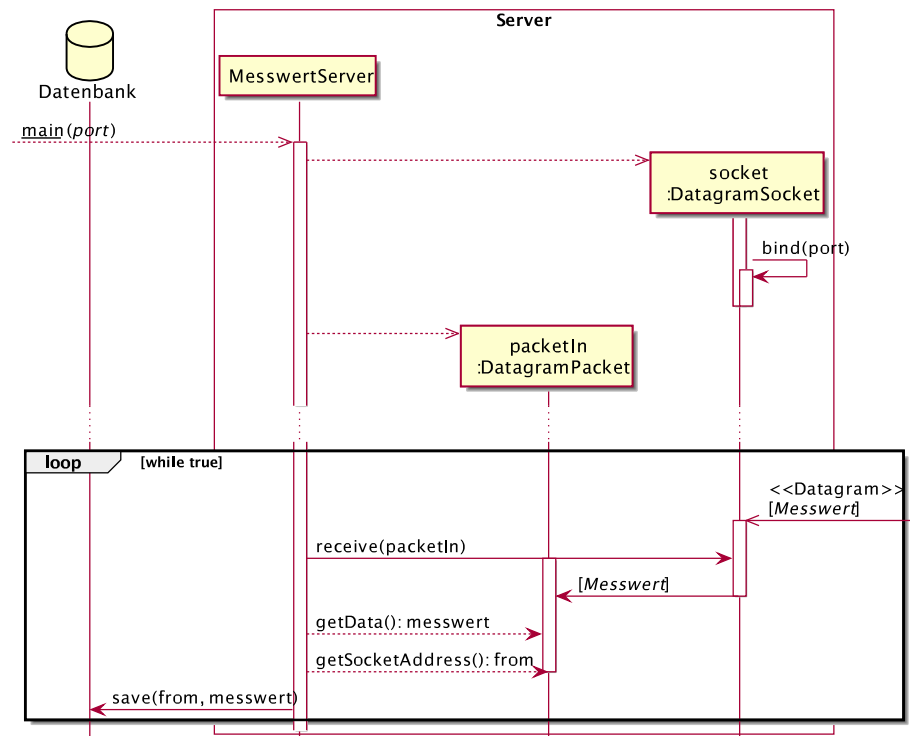 Server
MesswertServer
Datenbank
main(port)
socket
:DatagramSocket
bind(port)
packetIn
:DatagramPacket
loop [while true]
<<Datagram>>
[Messwert]
receive(packetIn)
[Messwert]
getData(): messwert
getSocketAddress(): from
save(from, messwert)